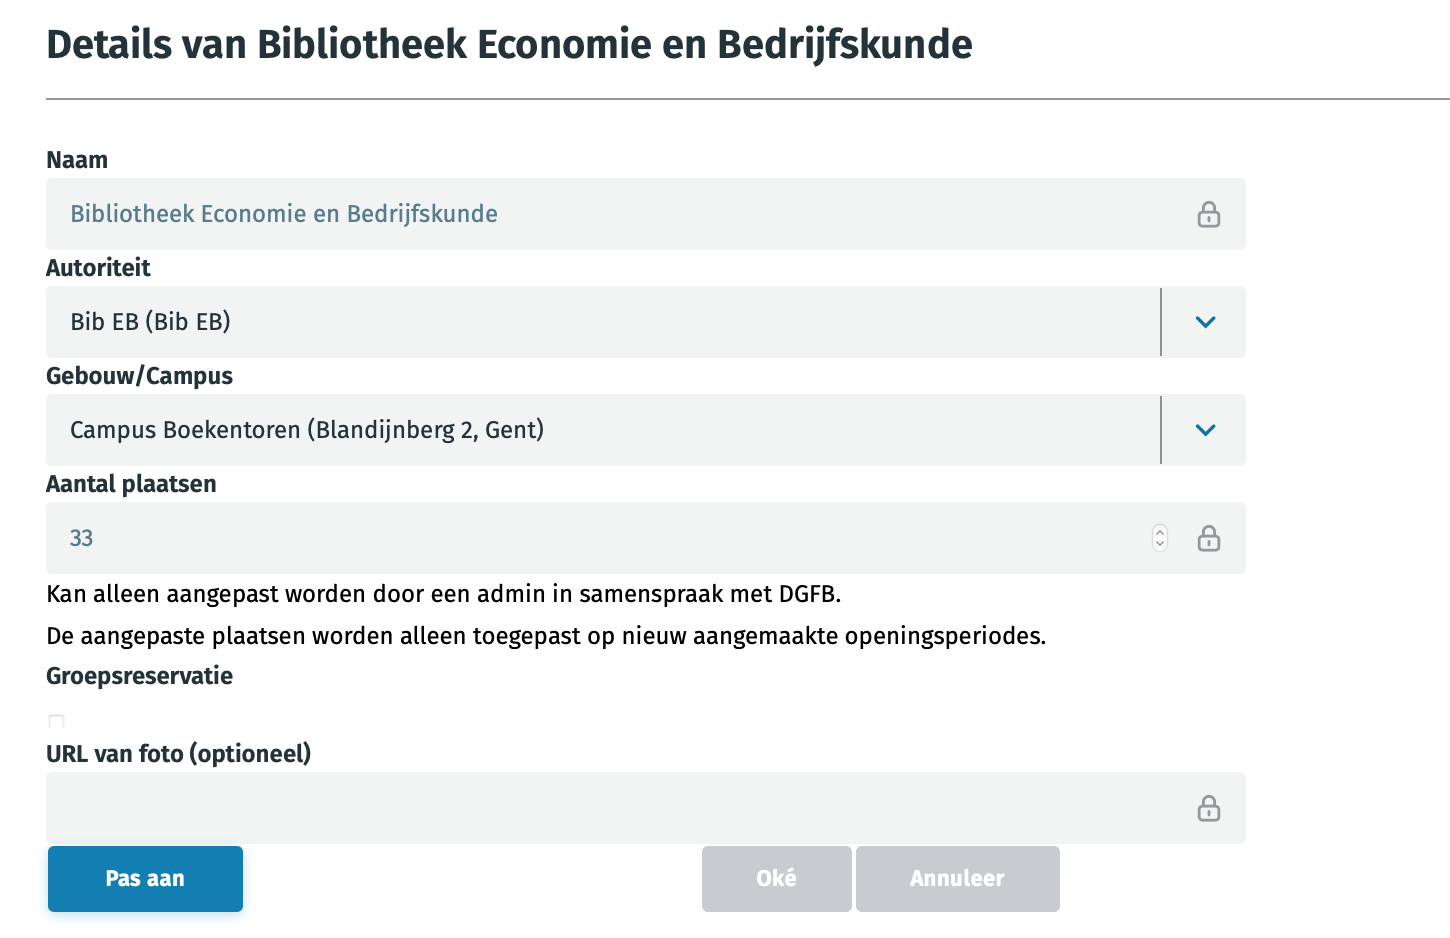 Details van Bibliotheek Economie en Bedrijfskunde
Naam
Bibliotheek Economie en Bedrijfskunde
Autoriteit
Bib EB (Bib EB)
Gebouw/Campus
Campus Boekentoren (Blandijnberg 2, Gent)
Aantal plaatsen
33
Kan alleen aangepast worden door een admin in samenspraak met DGFB.
De aangepaste plaatsen worden alleen toegepast op nieuw aangemaakte openingsperiodes.
Groepsreservatie
URL van foto (optioneel)
Pas aan
Oké
Annuleer